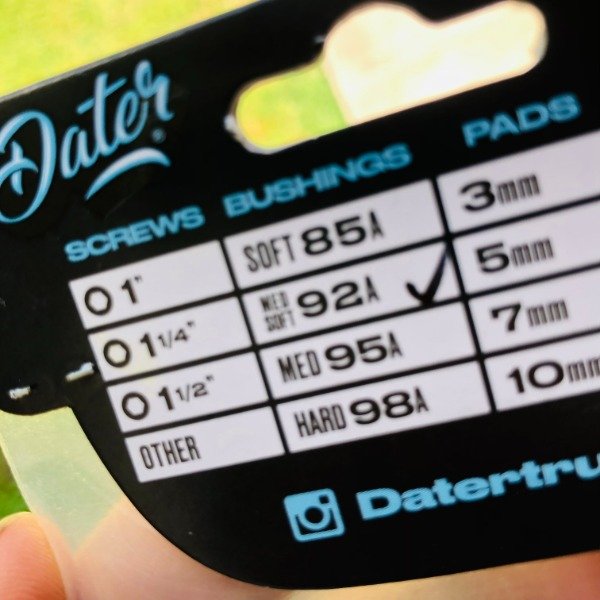 Dater®
SCREWS BUSHINGS PADS
O 1" SOFT 85A 3mm
O 1 1/4" MED SOFT 92A ✓ 5mm
O 1 1/2" MED 95A 7mm
OTHER HARD 98A 10mm
Datertru